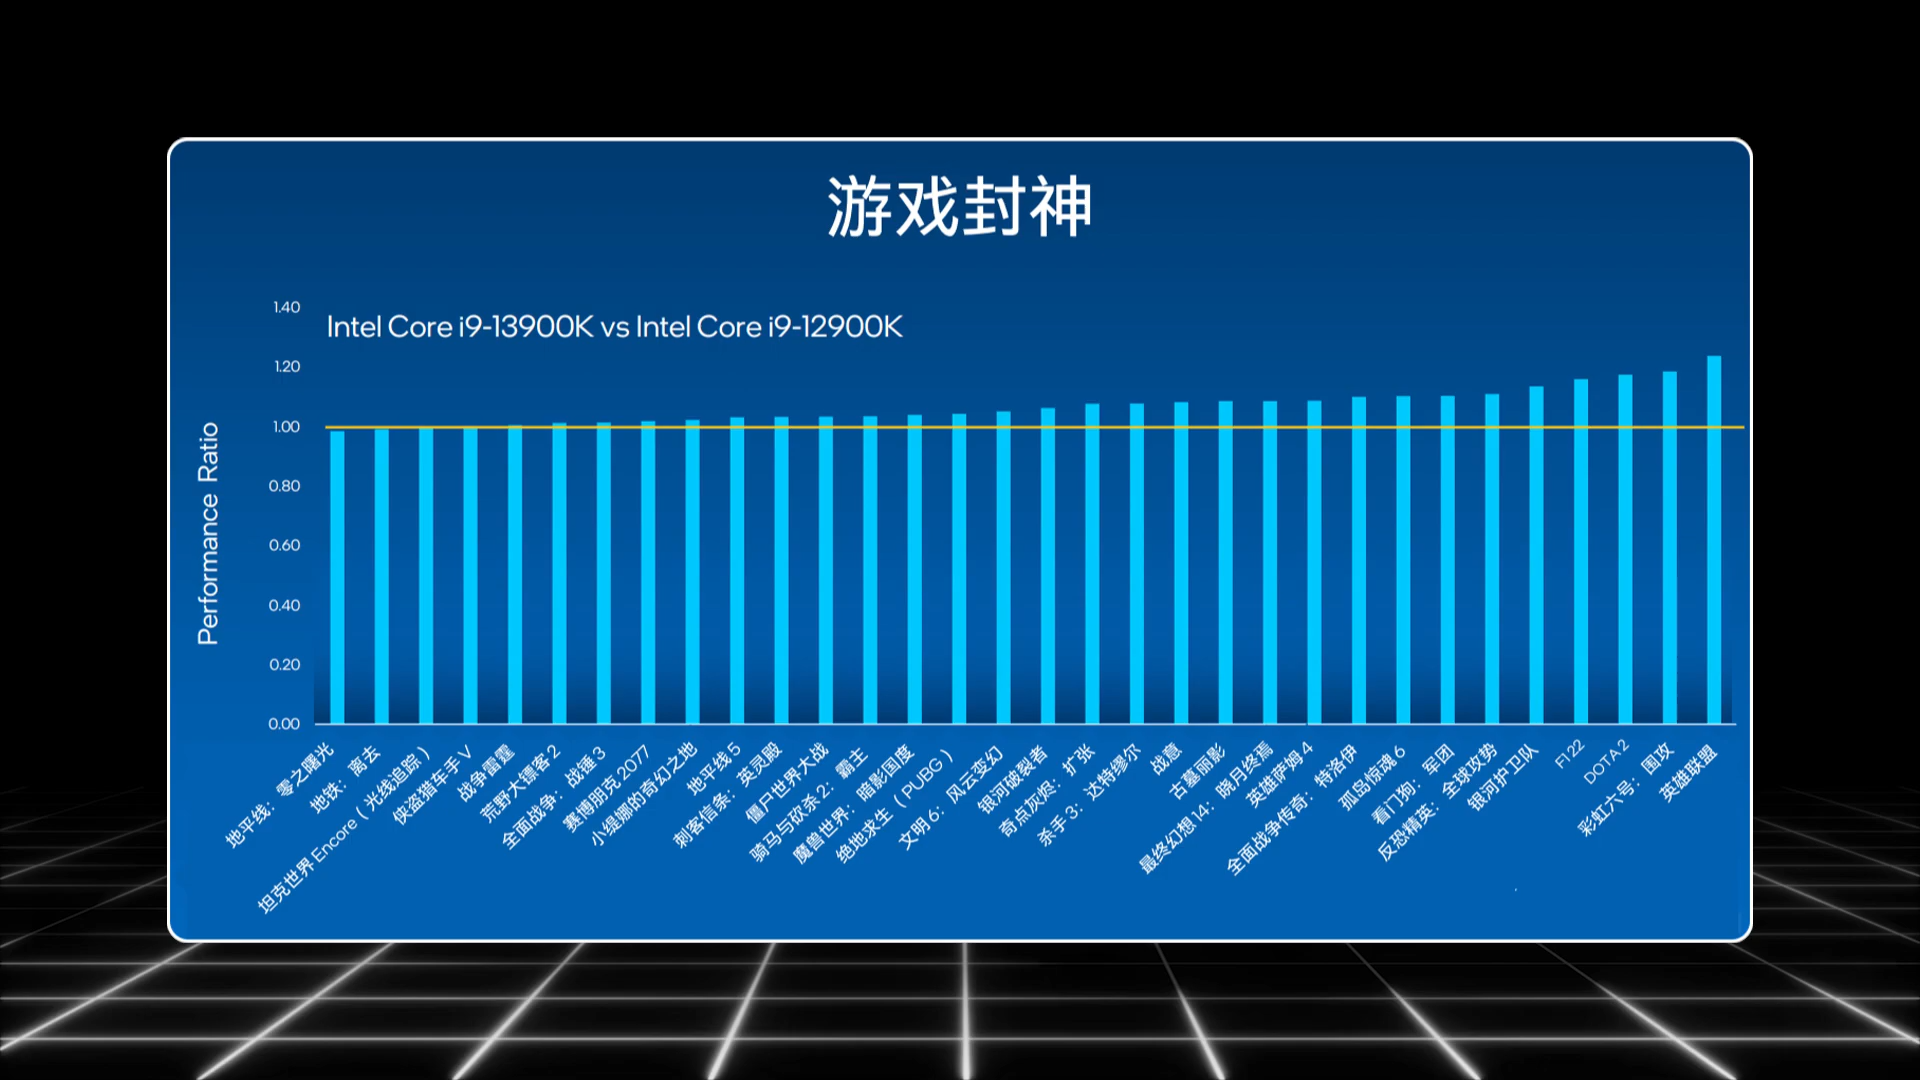 游戏封神
Intel Core i9-13900K vs Intel Core i9-12900K
Performance Ratio
1.40
1.20
1.00
0.80
0.60
0.40
0.20
0.00
地平线：零之曙光
地铁：离去
坦克世界 Encore（光线追踪）
侠盗猎车手 V
战争雷霆
荒野大镖客 2
全面战争：战锤 3
赛博朋克 2077
小缇娜的奇幻之地
地平线 5
刺客信条：英灵殿
僵尸世界大战
骑马与砍杀 2：霸主
魔兽世界：暗影国度
绝地求生（PUBG）
文明 6：风云变幻
银河破裂者
奇点灰烬：扩张
杀手 3：达特缪尔
战意
古墓丽影
最终幻想 14：晓月终焉
英雄萨姆 4
全面战争传奇：特洛伊
孤岛惊魂 6
看门狗：军团
反恐精英：全球攻势
银河护卫队
F1 22
DOTA 2
彩虹六号：围攻
英雄联盟